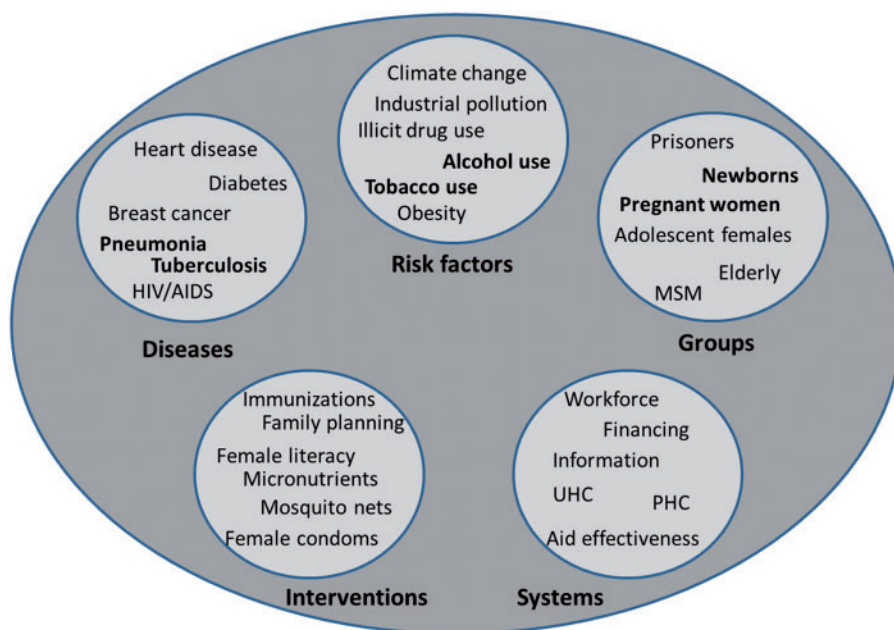 Climate change
Industrial pollution
Illicit drug use
Alcohol use
Tobacco use
Obesity
Risk factors
Heart disease
Diabetes
Breast cancer
Pneumonia
Tuberculosis
HIV/AIDS
Diseases
Prisoners
Newborns
Pregnant women
Adolescent females
Elderly
MSM
Groups
Immunizations
Family planning
Female literacy
Micronutrients
Mosquito nets
Female condoms
Interventions
Workforce
Financing
Information
UHC
PHC
Aid effectiveness
Systems